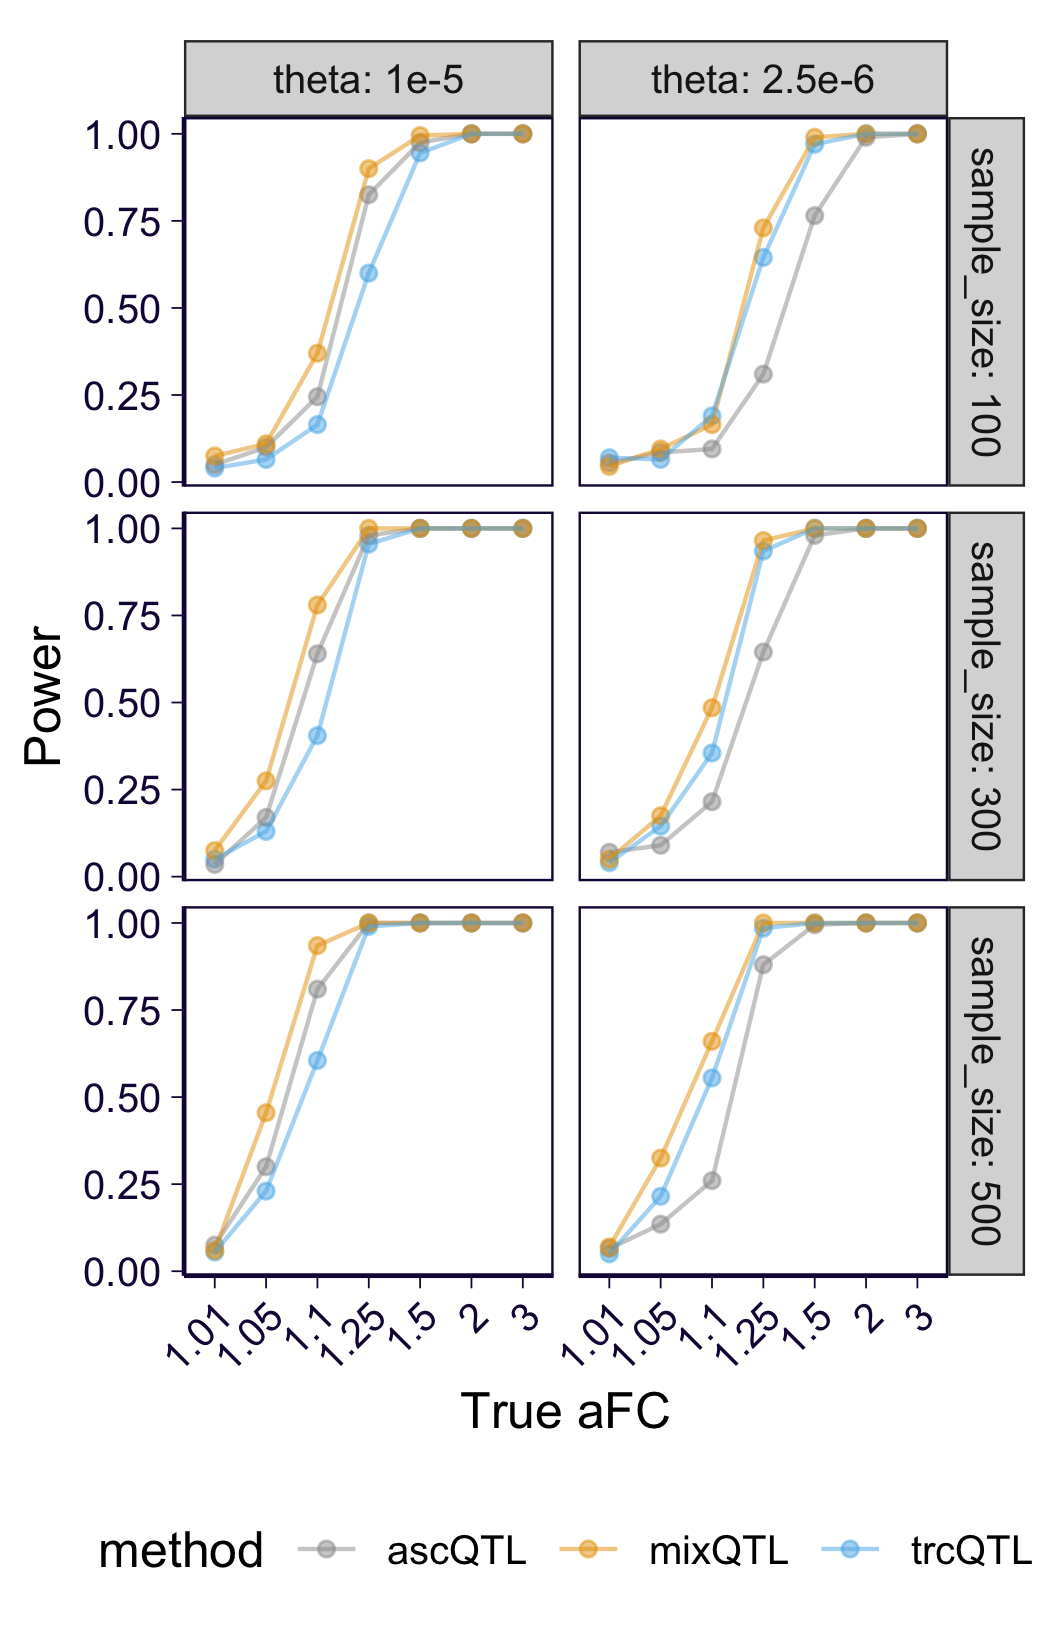 theta: 1e-5
theta: 2.5e-6
1.00
0.75
0.50
0.25
0.00
sample_size: 100
1.00
0.75
0.50
0.25
0.00
sample_size: 300
1.00
0.75
0.50
0.25
0.00
sample_size: 500
Power
1.01 1.05 1.1 1.25 1.5 2 3
1.01 1.05 1.1 1.25 1.5 2 3
True aFC
method ascQTL mixQTL trcQTL